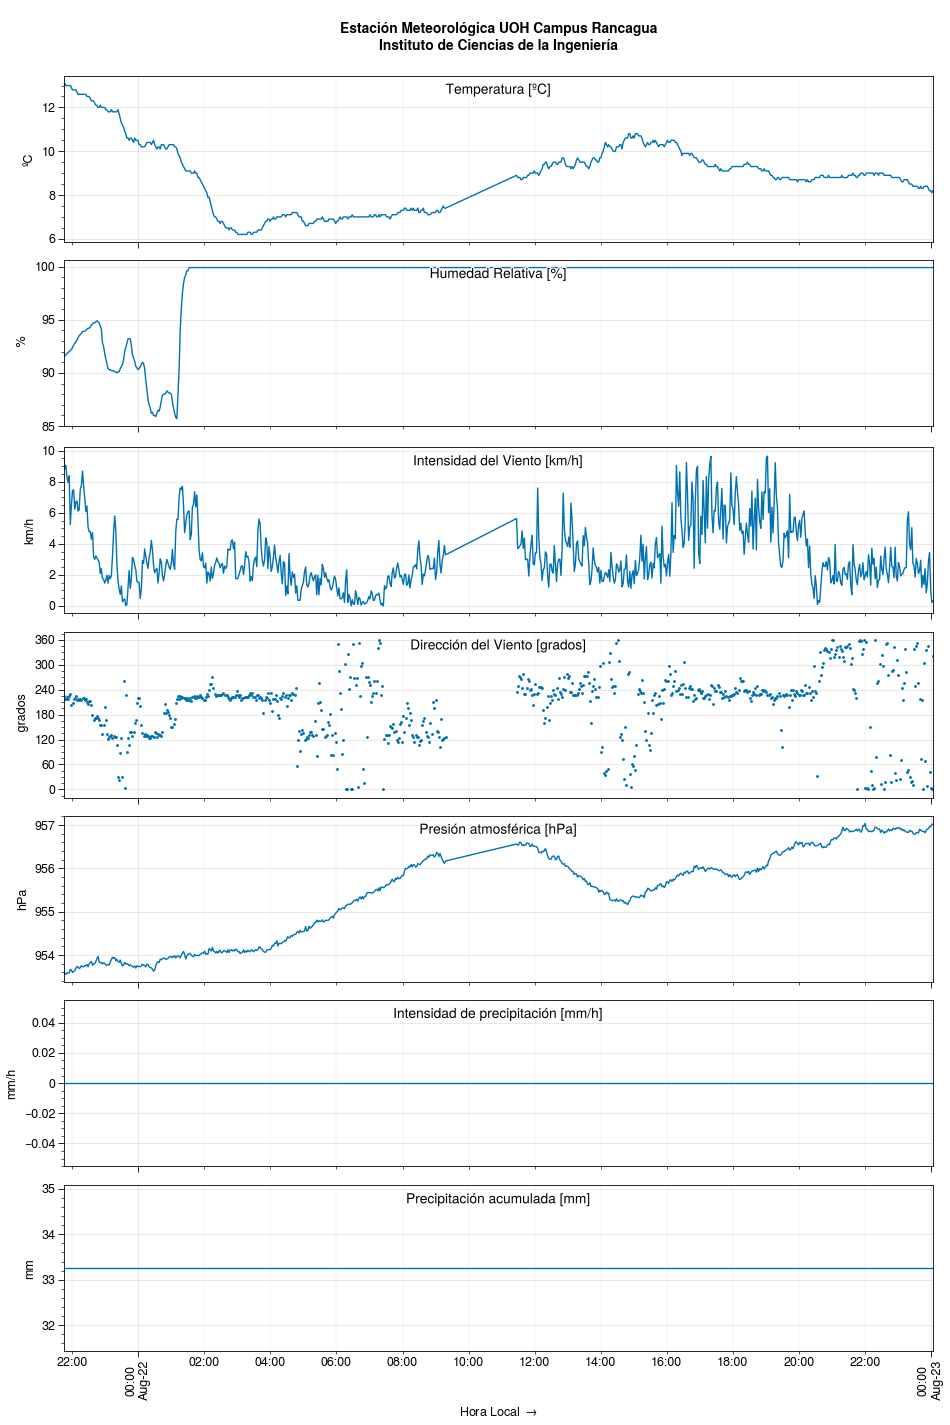 Estación Meteorológica UOH Campus Rancagua
Instituto de Ciencias de la Ingeniería
Temperatura [ºC]
12
10
8
6
ºC
Humedad Relativa [%]
100
95
90
85
%
Intensidad del Viento [km/h]
10
8
6
4
2
0
km/h
Dirección del Viento [grados]
360
300
240
180
120
60
0
grados
Presión atmosférica [hPa]
957
956
955
954
hPa
Intensidad de precipitación [mm/h]
0.04
0.02
0
−0.02
−0.04
mm/h
Precipitación acumulada [mm]
35
34
33
32
mm
22:00
00:00
Aug-22
02:00
04:00
06:00
08:00
10:00
12:00
14:00
16:00
18:00
20:00
22:00
00:00
Aug-23
Hora Local →